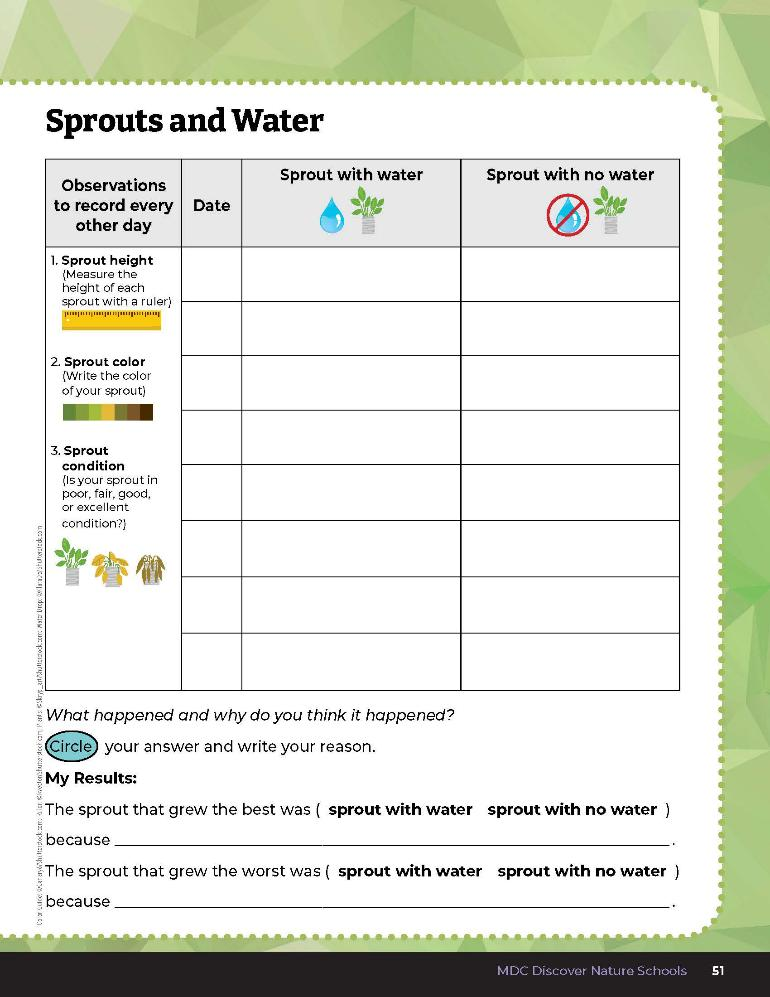 Sprouts and Water
Observations
to record every
other day
Date
Sprout with water
Sprout with no water
1. Sprout height
(Measure the
height of each
sprout with a ruler)
2. Sprout color
(Write the color
of your sprout)
3. Sprout
condition
(Is your sprout in
poor, fair, good,
or excellent
condition?)
What happened and why do you think it happened?
Circle your answer and write your reason.
My Results:
The sprout that grew the best was ( sprout with water sprout with no water )
because ______ .
The sprout that grew the worst was ( sprout with water sprout with no water )
because ______ .
MDC Discover Nature Schools 51